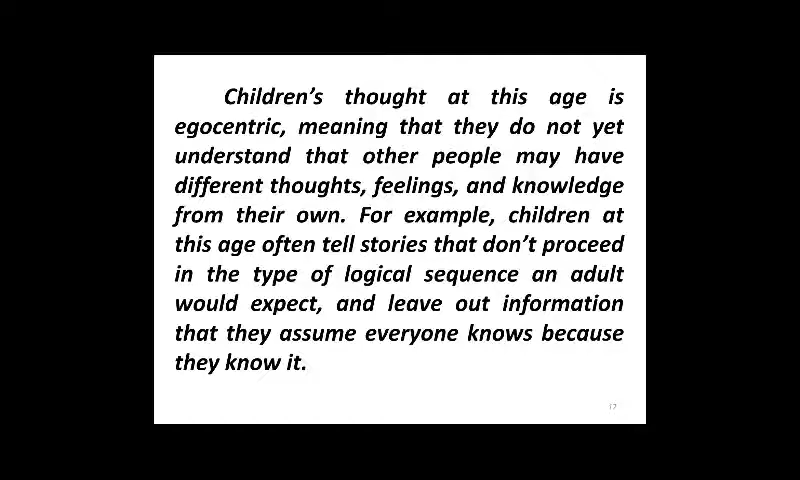 Children’s thought at this age is
egocentric, meaning that they do not yet
understand that other people may have
different thoughts, feelings, and knowledge
from their own. For example, children at
this age often tell stories that don’t proceed
in the type of logical sequence an adult
would expect, and leave out information
that they assume everyone knows because
they know it.
17